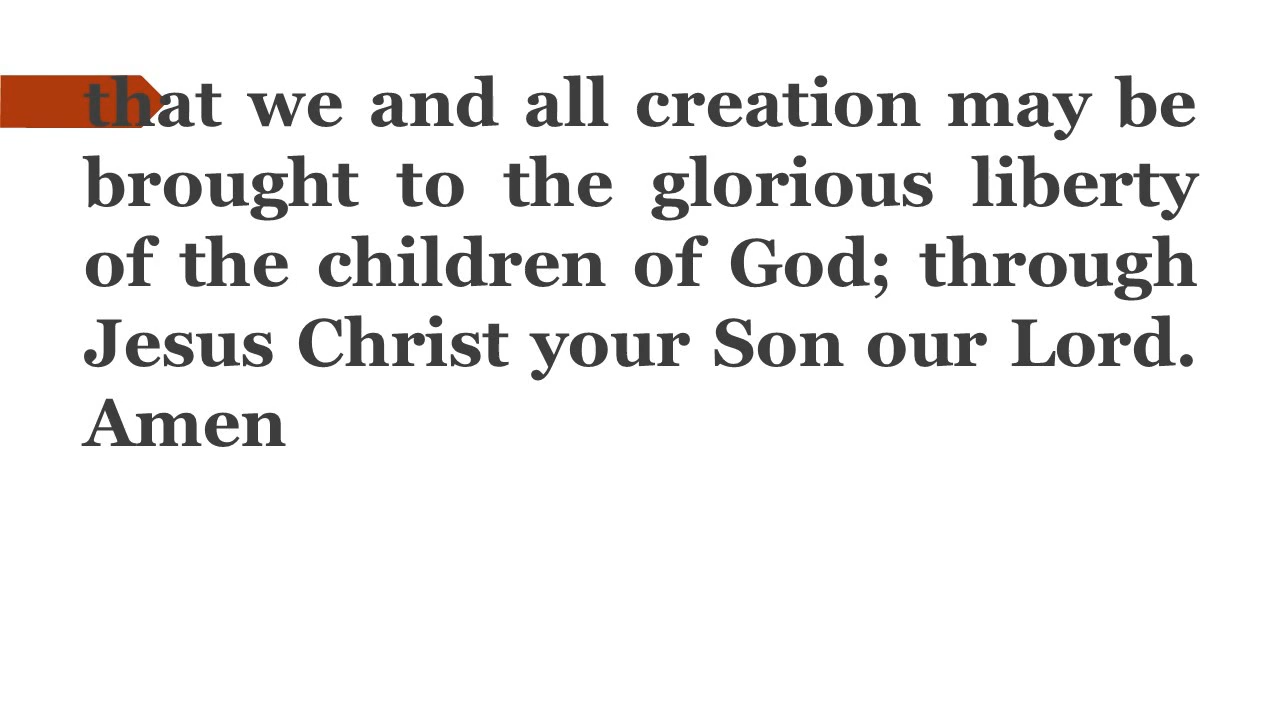 that we and all creation may be
brought to the glorious liberty
of the children of God; through
Jesus Christ your Son our Lord.
Amen